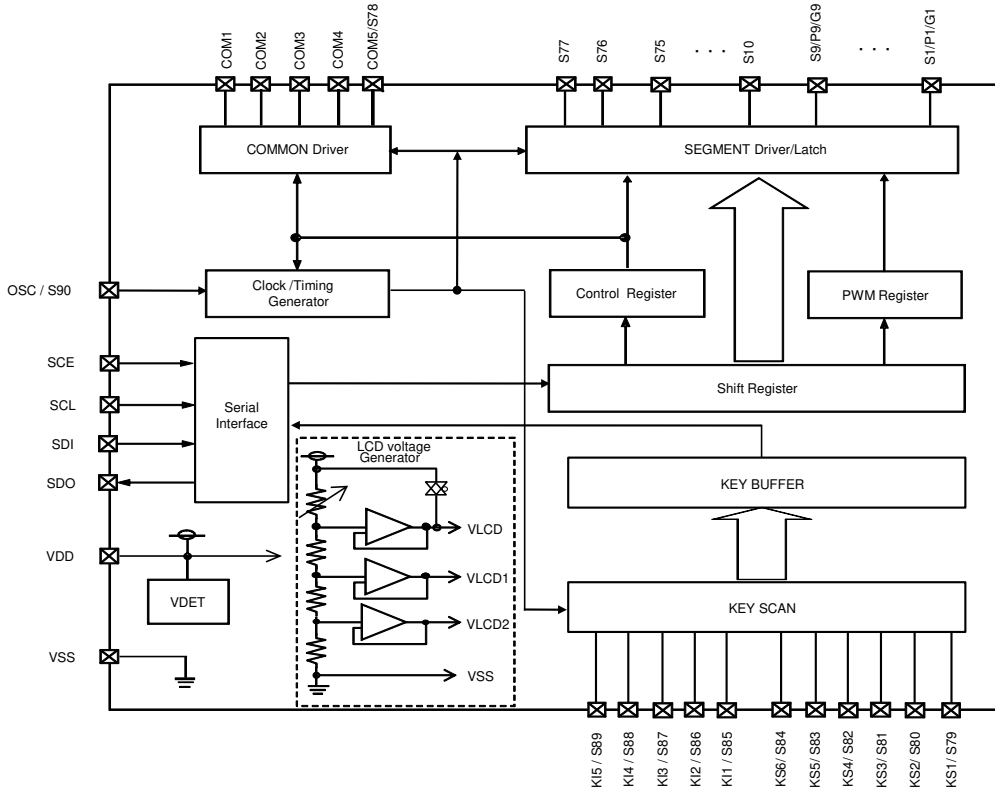 COM1
COM2
COM3
COM4
COM5/S78
S77
S76
S75
. . .
S10
S9/P9/G9
. . .
S1/P1/G1
COMMON Driver
SEGMENT Driver/Latch
OSC / S90
Clock /Timing
Generator
Control Register
PWM Register
SCE
SCL
SDI
SDO
Serial
Interface
Shift Register
LCD voltage
Generator
KEY BUFFER
VLCD
VLCD1
VLCD2
VSS
VDD
VDET
KEY SCAN
VSS
KI5 / S89
KI4 / S88
KI3 / S87
KI2 / S86
KI1 / S85
KS6/ S84
KS5/ S83
KS4/ S82
KS3/ S81
KS2/ S80
KS1/ S79